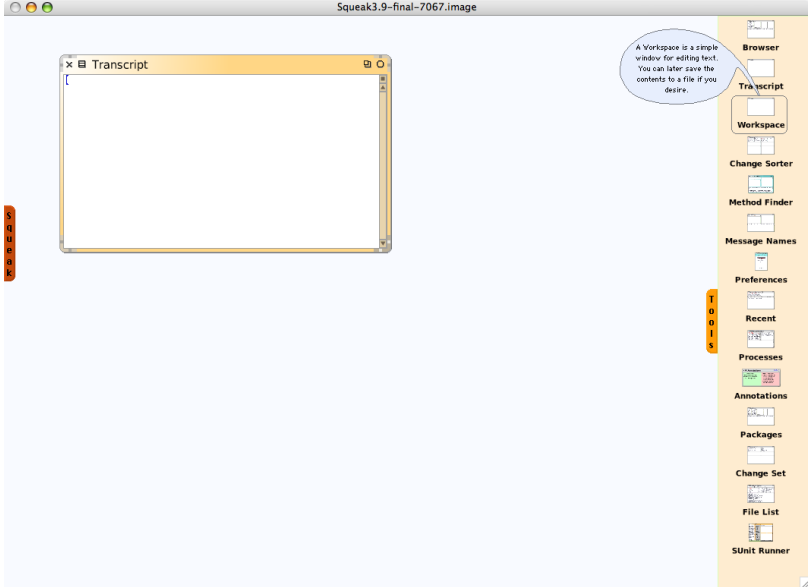 Squeak3.9-final-7067.image
Transcript
A Workspace is a simple
window for editing text.
You can later save the
contents to a file if you
desire.
Browser
Transcript
Workspace
Change Sorter
Method Finder
Message Names
Preferences
Recent
Processes
Annotations
Packages
Change Set
File List
SUnit Runner
Squeak
Tools